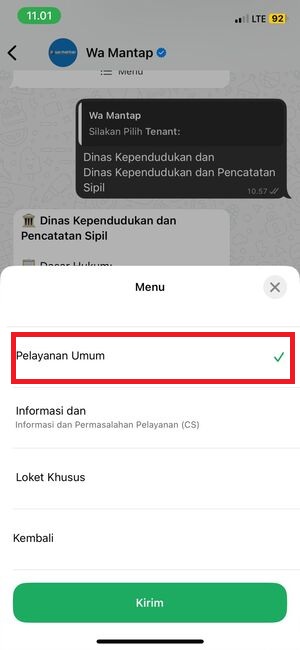 11.01
LTE 92
wa mantap
Wa Mantap
Menu
Wa Mantap
Silakan Pilih Tenant:
Dinas Kependudukan dan
Dinas Kependudukan dan Pencatatan
Sipil
10.57
Dinas Kependudukan dan
Pencatatan Sipil
Dasar Hukum:
Menu
Pelayanan Umum
Informasi dan
Informasi dan Permasalahan Pelayanan (CS)
Loket Khusus
Kembali
Kirim